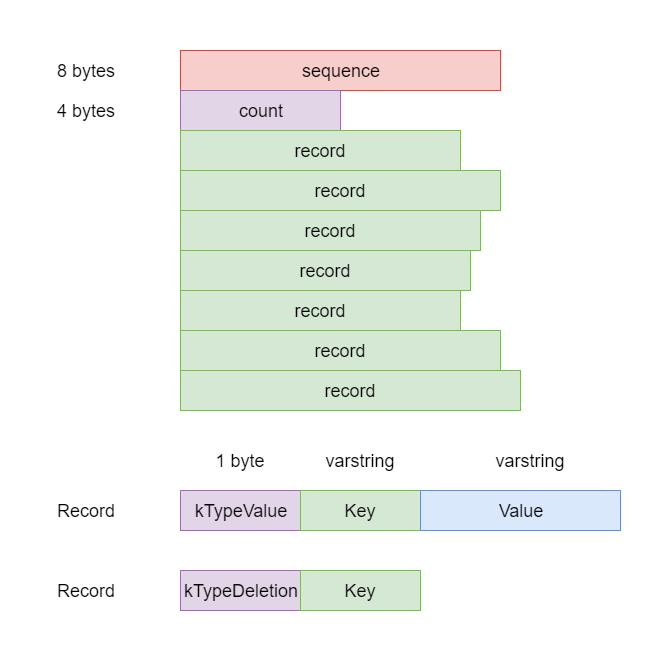 8 bytes sequence
4 bytes count
record
record
record
record
record
record
record
1 byte varstring varstring
Record kTypeValue Key Value
Record kTypeDeletion Key